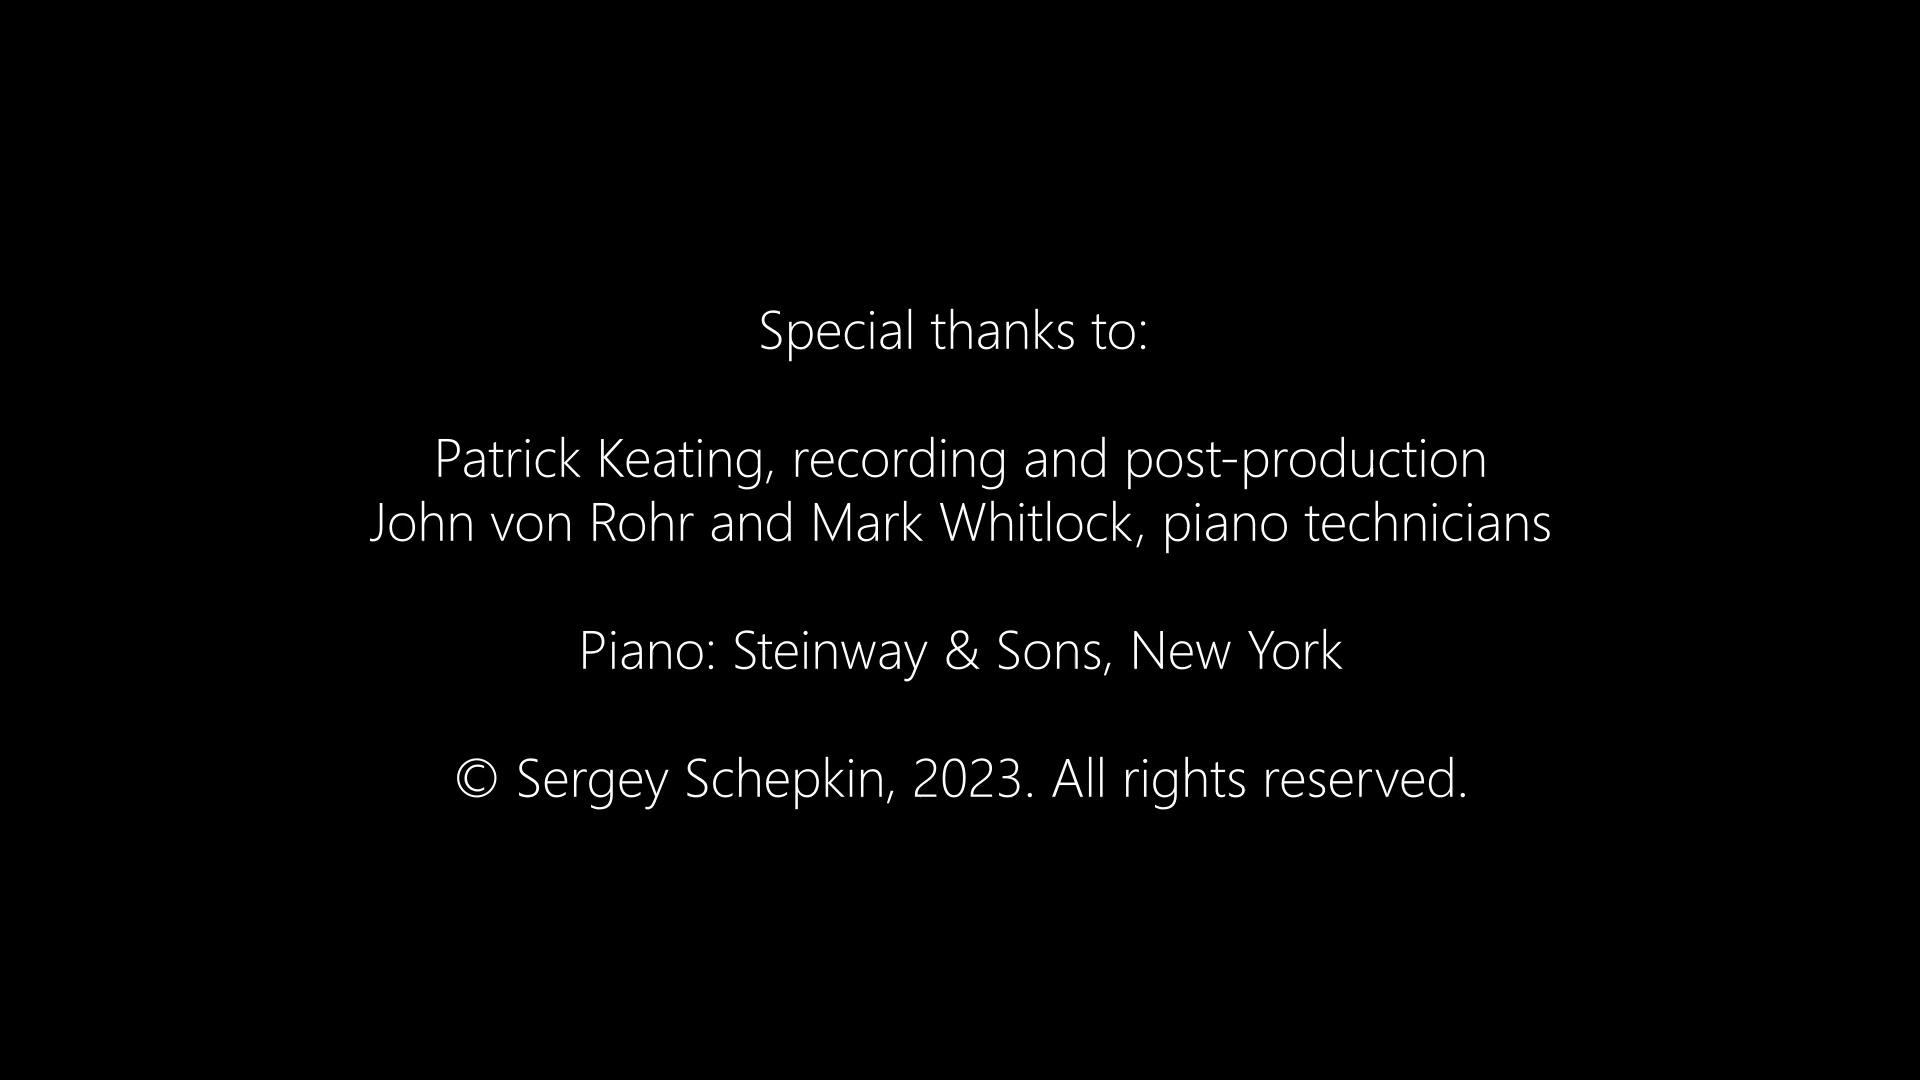 Special thanks to:
Patrick Keating, recording and post-production
John von Rohr and Mark Whitlock, piano technicians
Piano: Steinway & Sons, New York
© Sergey Schepkin, 2023. All rights reserved.